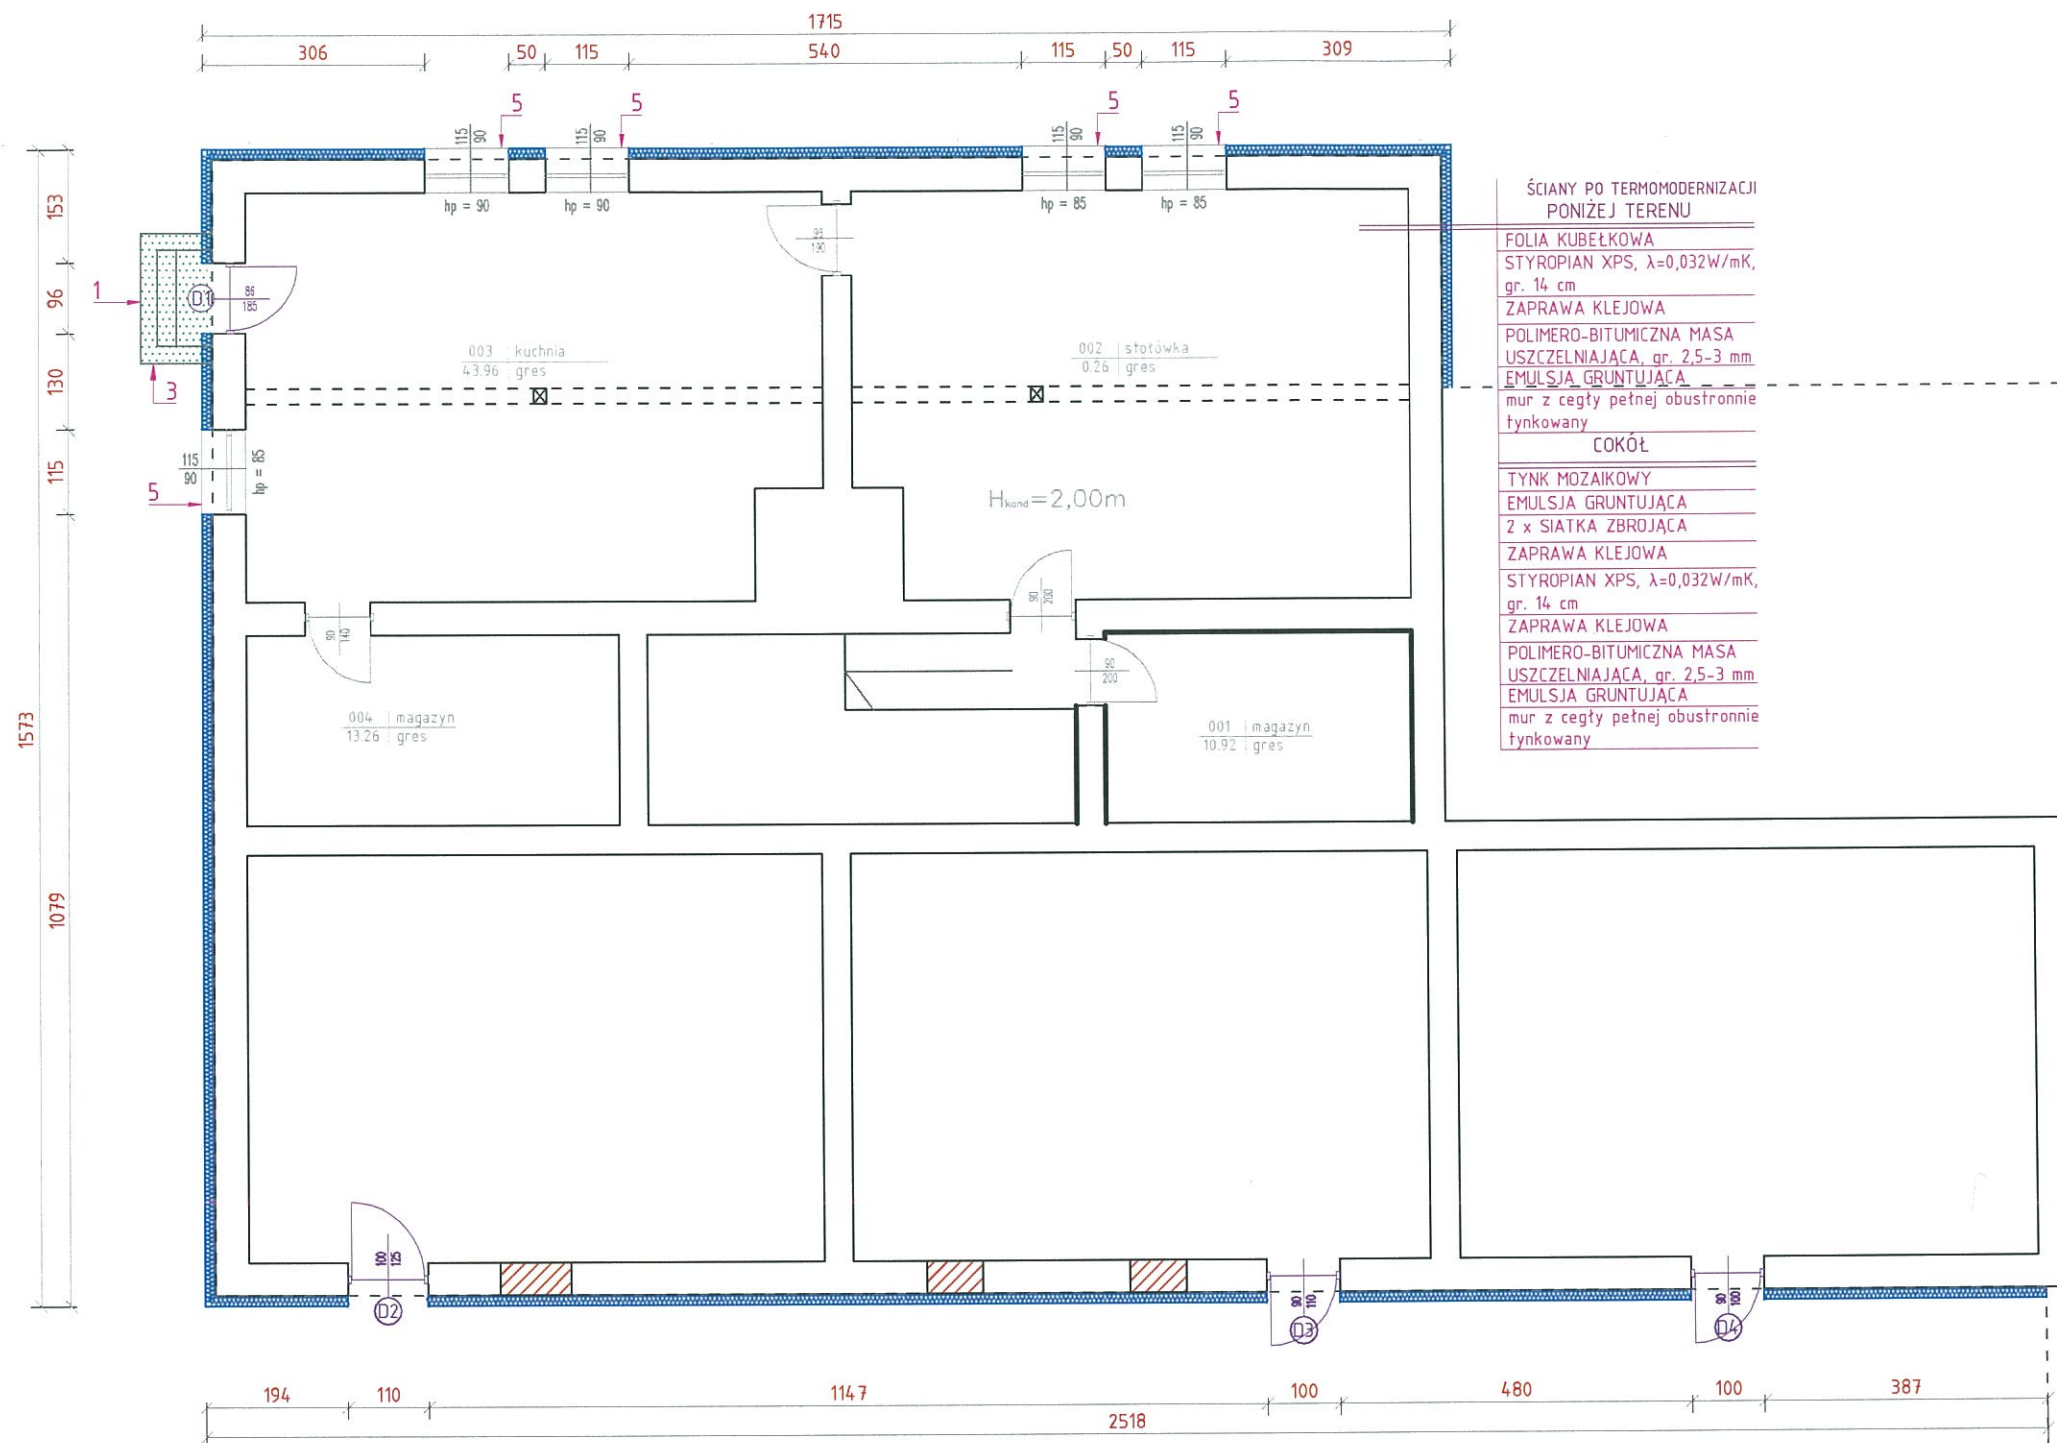 1715
306 50 115 540 115 50 115 309
5 5 5 5
115 90 115 90 115 90 115 90
hp = 90 hp = 90 hp = 85 hp = 85
153
96
130
115
1573
1079
1
3
5
D1
86
185
93
190
003 kuchnia
43.96 gres
002 stołówka
0.26 gres
115
90
hp = 85
Hkond=2,00m
90
140
90
200
90
200
004 magazyn
13.26 gres
001 magazyn
10.92 gres
ŚCIANY PO TERMOMODERNIZACJI
PONIŻEJ TERENU
FOLIA KUBEŁKOWA
STYROPIAN XPS, λ=0,032W/mK,
gr. 14 cm
ZAPRAWA KLEJOWA
POLIMERO-BITUMICZNA MASA
USZCZELNIAJĄCA, gr. 2,5-3 mm
EMULSJA GRUNTUJĄCA
mur z cegły pełnej obustronnie
tynkowany
COKÓŁ
TYNK MOZAIKOWY
EMULSJA GRUNTUJĄCA
2 x SIATKA ZBROJĄCA
ZAPRAWA KLEJOWA
STYROPIAN XPS, λ=0,032W/mK,
gr. 14 cm
ZAPRAWA KLEJOWA
POLIMERO-BITUMICZNA MASA
USZCZELNIAJĄCA, gr. 2,5-3 mm
EMULSJA GRUNTUJĄCA
mur z cegły pełnej obustronnie
tynkowany
100
125
D2
90
110
D3
90
100
D4
194 110 1147 100 480 100 387
2518